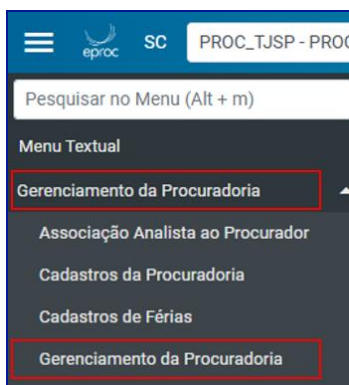 eproc SC PROC_TJSP - PROC
Pesquisar no Menu (Alt + m)
Menu Textual
Gerenciamento da Procuradoria
Associação Analista ao Procurador
Cadastros da Procuradoria
Cadastros de Férias
Gerenciamento da Procuradoria